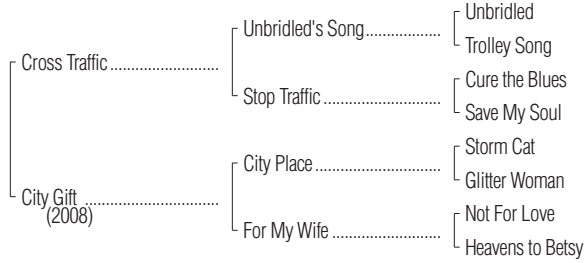 Unbridled
Unbridled's Song
Trolley Song
Cross Traffic
Cure the Blues
Stop Traffic
Save My Soul
Storm Cat
City Place
Glitter Woman
City Gift
(2008)
Not For Love
For My Wife
Heavens to Betsy